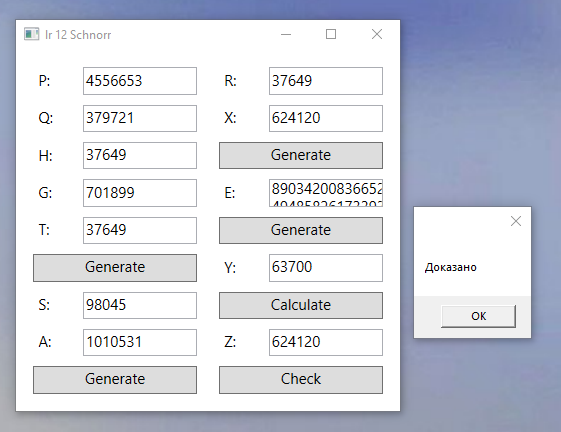 lr 12 Schnorr
P: 4556653
Q: 379721
H: 37649
G: 701899
T: 37649
Generate
S: 98045
A: 1010531
Generate
R: 37649
X: 624120
Generate
E: 89034200836652
Generate
Y: 63700
Calculate
Z: 624120
Check
Доказано
OK